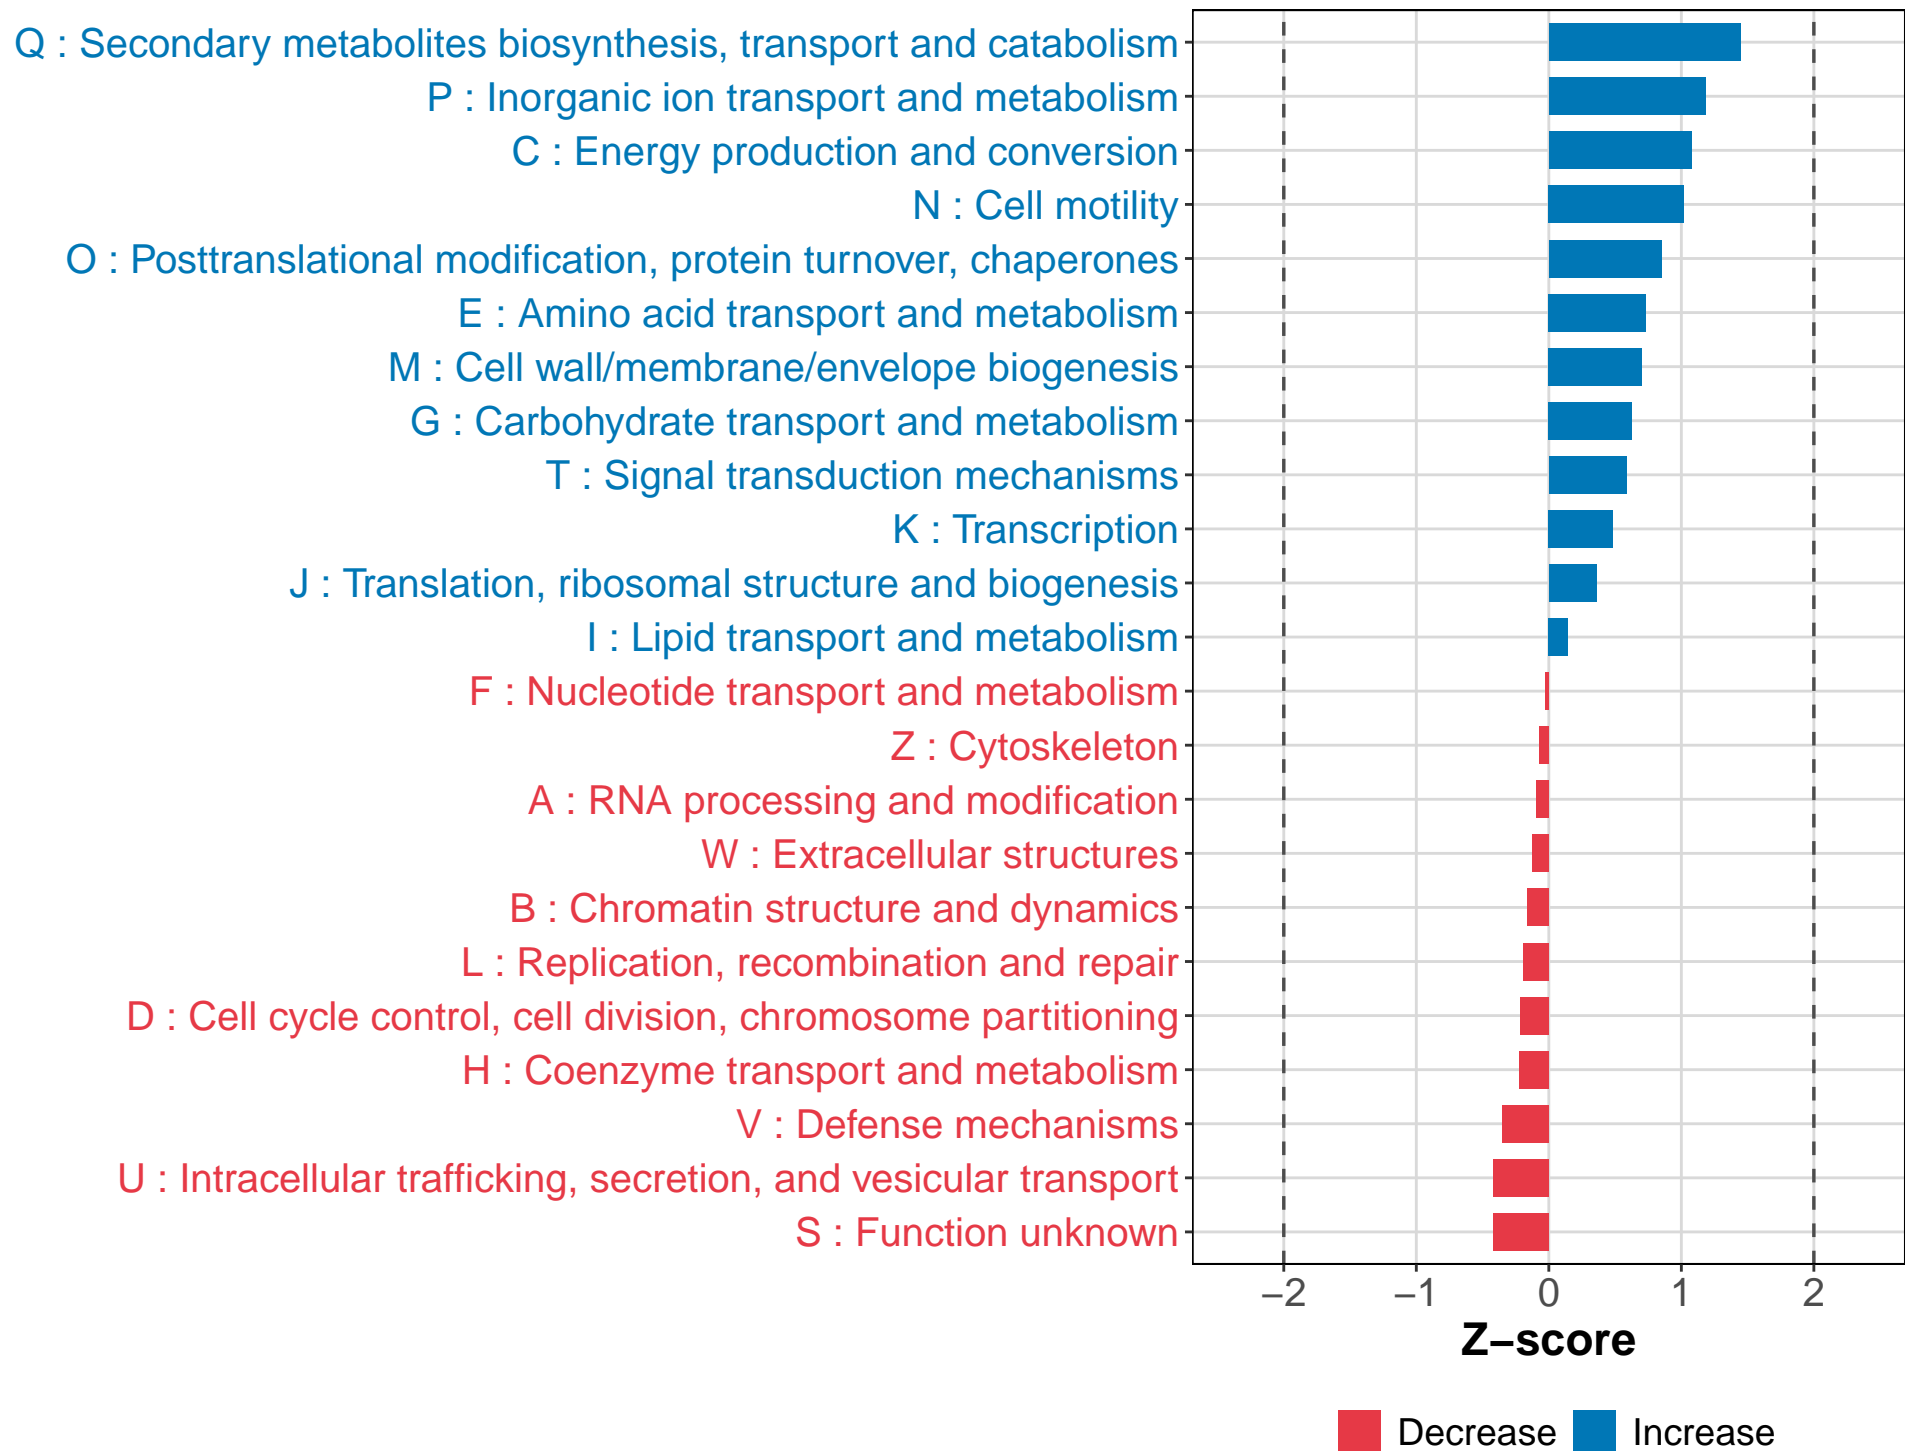 Q : Secondary metabolites biosynthesis, transport and catabolism
P : Inorganic ion transport and metabolism
C : Energy production and conversion
N : Cell motility
O : Posttranslational modification, protein turnover, chaperones
E : Amino acid transport and metabolism
M : Cell wall/membrane/envelope biogenesis
G : Carbohydrate transport and metabolism
T : Signal transduction mechanisms
K : Transcription
J : Translation, ribosomal structure and biogenesis
I : Lipid transport and metabolism
F : Nucleotide transport and metabolism
Z : Cytoskeleton
A : RNA processing and modification
W : Extracellular structures
B : Chromatin structure and dynamics
L : Replication, recombination and repair
D : Cell cycle control, cell division, chromosome partitioning
H : Coenzyme transport and metabolism
V : Defense mechanisms
U : Intracellular trafficking, secretion, and vesicular transport
S : Function unknown
−2 −1 0 1 2
Z−score
Decrease Increase